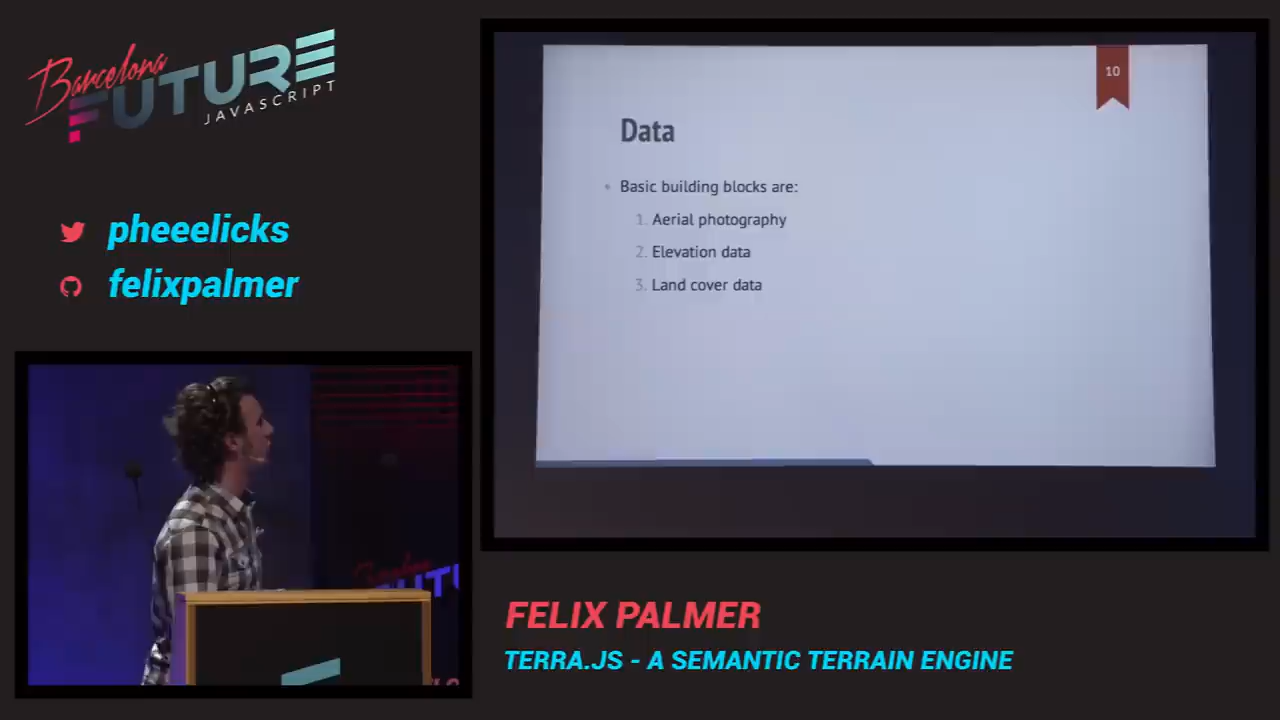 Barcelona
FUTURE
JAVASCRIPT
pheeelicks
felixpalmer
10
Data
Basic building blocks are:
1. Aerial photography
2. Elevation data
3. Land cover data
FELIX PALMER
TERRA.JS - A SEMANTIC TERRAIN ENGINE